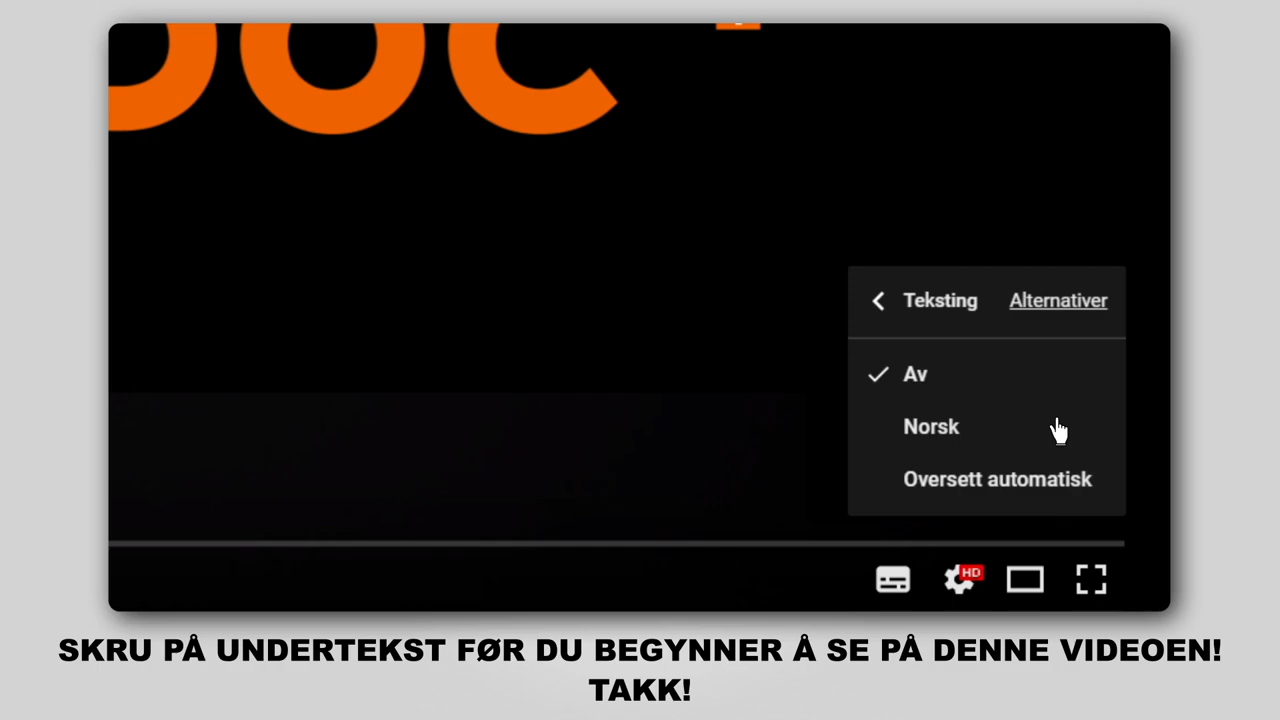 Teksting Alternativer
Av
Norsk
Oversett automatisk
HD
SKRU PÅ UNDERTEKST FØR DU BEGYNNER Å SE PÅ DENNE VIDEOEN!
TAKK!